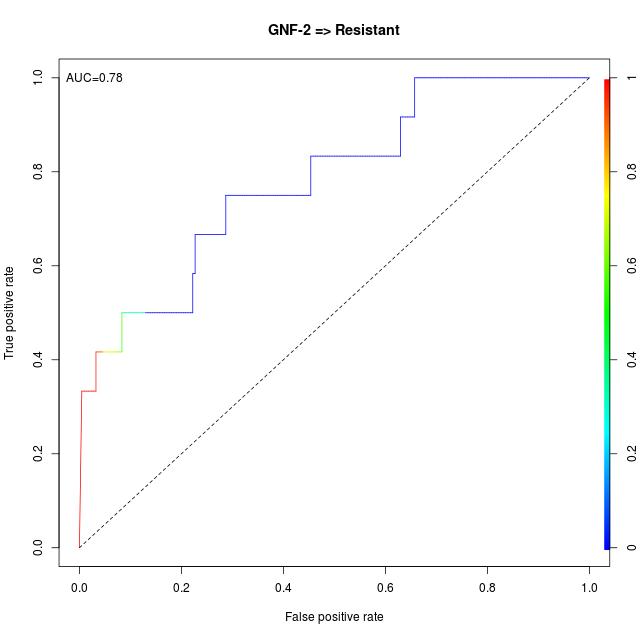 GNF-2 => Resistant
AUC=0.78
True positive rate
1.0
0.8
0.6
0.4
0.2
0.0
0.0 0.2 0.4 0.6 0.8 1.0
False positive rate
1
0.8
0.6
0.4
0.2
0